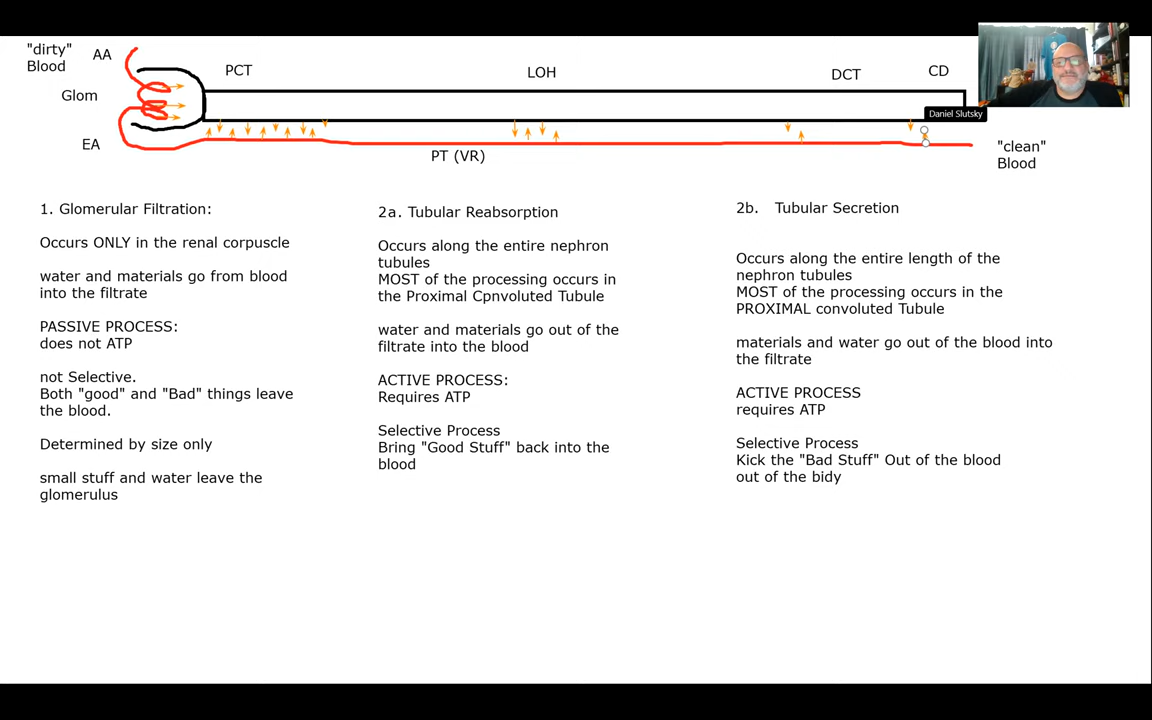 "dirty"
Blood
AA
Glom
EA
PCT
LOH
DCT
CD
Daniel Slutsky
PT (VR)
"clean"
Blood
1. Glomerular Filtration:
Occurs ONLY in the renal corpuscle
water and materials go from blood
into the filtrate
PASSIVE PROCESS:
does not ATP
not Selective.
Both "good" and "Bad" things leave
the blood.
Determined by size only
small stuff and water leave the
glomerulus
2a. Tubular Reabsorption
Occurs along the entire nephron
tubules
MOST of the processing occurs in
the Proximal Cpnvoluted Tubule
water and materials go out of the
filtrate into the blood
ACTIVE PROCESS:
Requires ATP
Selective Process
Bring "Good Stuff" back into the
blood
2b. Tubular Secretion
Occurs along the entire length of the
nephron tubules
MOST of the processing occurs in the
PROXIMAL convoluted Tubule
materials and water go out of the blood into
the filtrate
ACTIVE PROCESS
requires ATP
Selective Process
Kick the "Bad Stuff" Out of the blood
out of the bidy